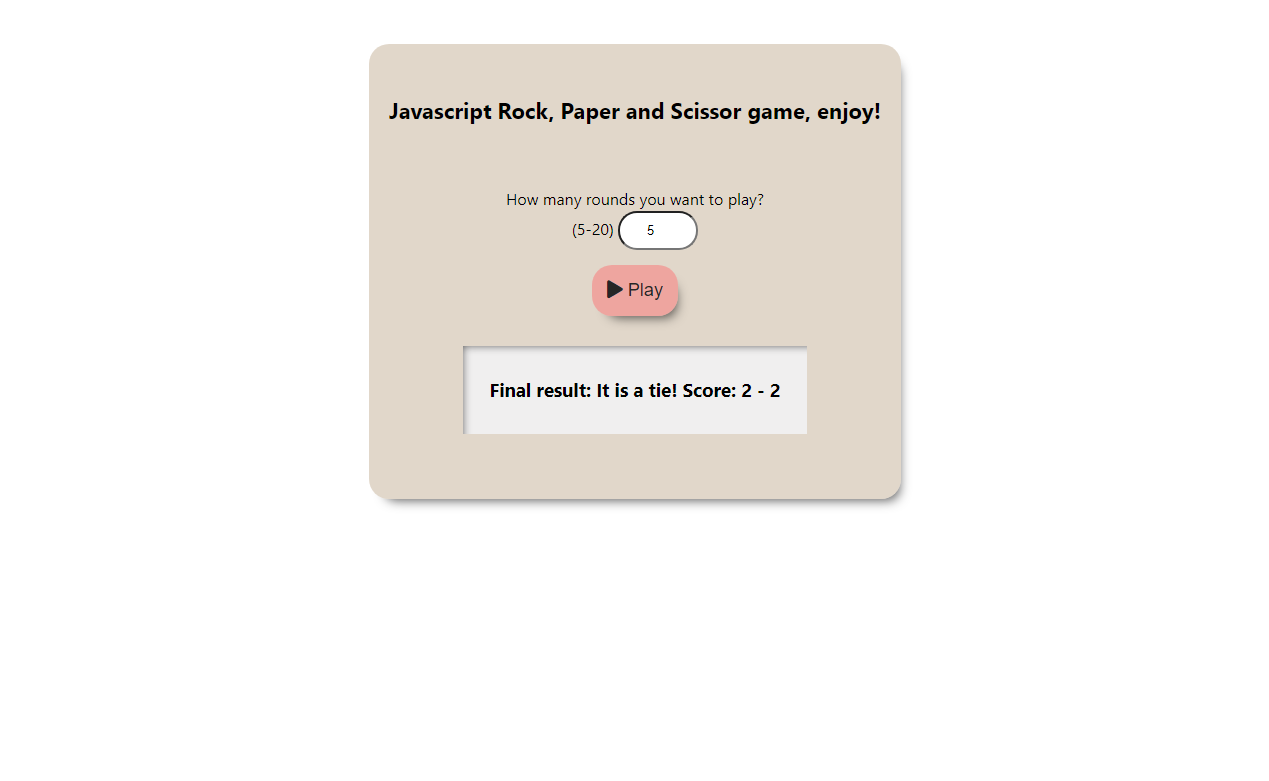 Javascript Rock, Paper and Scissor game, enjoy!
How many rounds you want to play?
(5-20) 5
Play
Final result: It is a tie! Score: 2 - 2